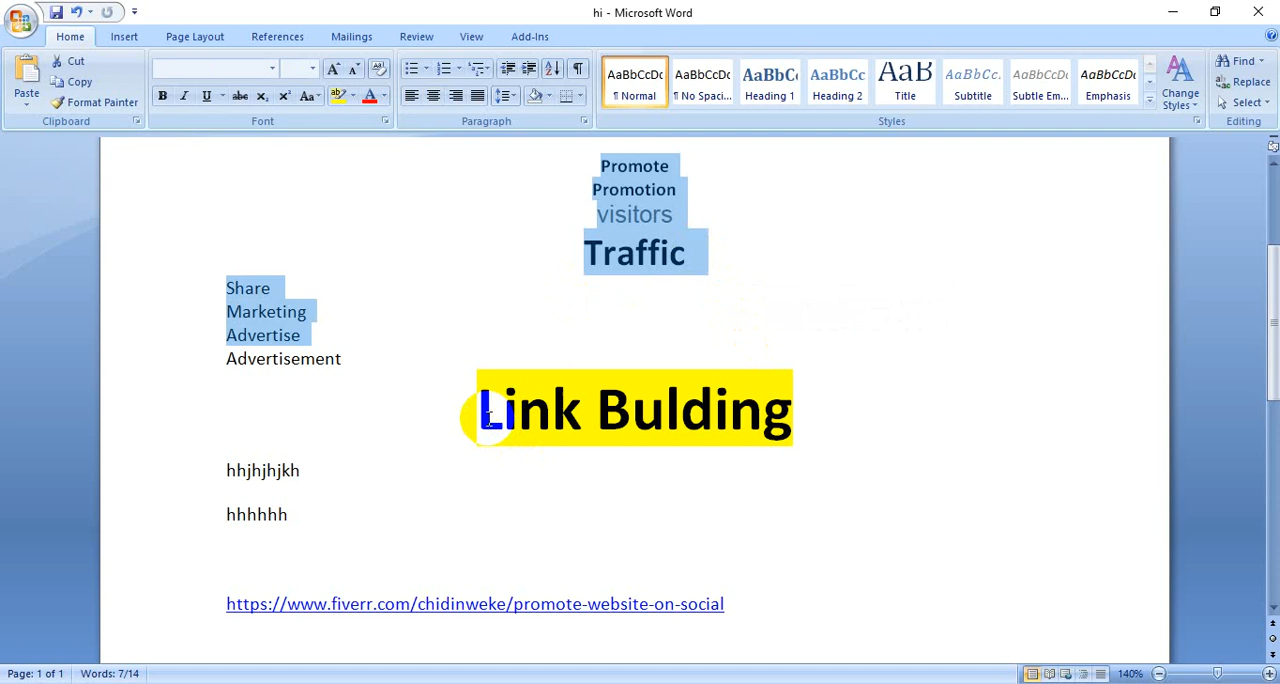 hi - Microsoft Word
Home Insert Page Layout References Mailings Review View Add-Ins
Paste Cut
Copy
Format Painter
Clipboard
B I U abc X₂ X² Aa
Font
Paragraph
AaBbCcDc AaBbCcDc AaBbCc AaBbCc AaB AaBbCc. AaBbCcDc AaBbCcDc
¶ Normal ¶ No Spaci... Heading 1 Heading 2 Title Subtitle Subtle Em... Emphasis
Change Styles
Styles
Find
Replace
Select
Editing
Promote
Promotion
visitors
Traffic
Share
Marketing
Advertise
Advertisement
Link Bulding
hhjhjhjkh
hhhhhh
https://www.fiverr.com/chidinweke/promote-website-on-social
Page: 1 of 1 Words: 7/14 140%